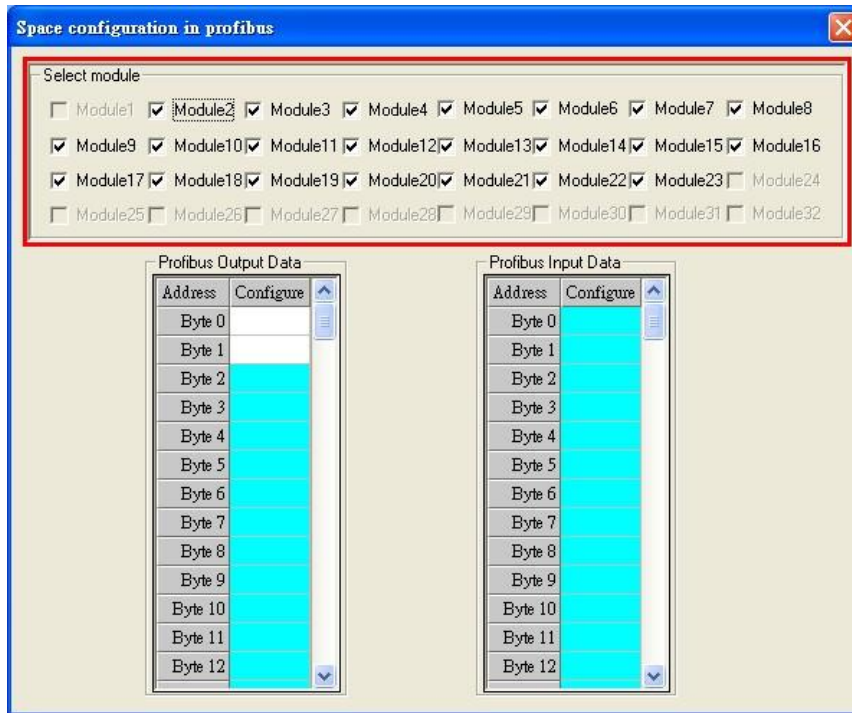 Space configuration in profibus
Select module
Module1 Module2 Module3 Module4 Module5 Module6 Module7 Module8
Module9 Module10 Module11 Module12 Module13 Module14 Module15 Module16
Module17 Module18 Module19 Module20 Module21 Module22 Module23 Module24
Module25 Module26 Module27 Module28 Module29 Module30 Module31 Module32
Profibus Output Data
Address Configure
Byte 0
Byte 1
Byte 2
Byte 3
Byte 4
Byte 5
Byte 6
Byte 7
Byte 8
Byte 9
Byte 10
Byte 11
Byte 12
Profibus Input Data
Address Configure
Byte 0
Byte 1
Byte 2
Byte 3
Byte 4
Byte 5
Byte 6
Byte 7
Byte 8
Byte 9
Byte 10
Byte 11
Byte 12